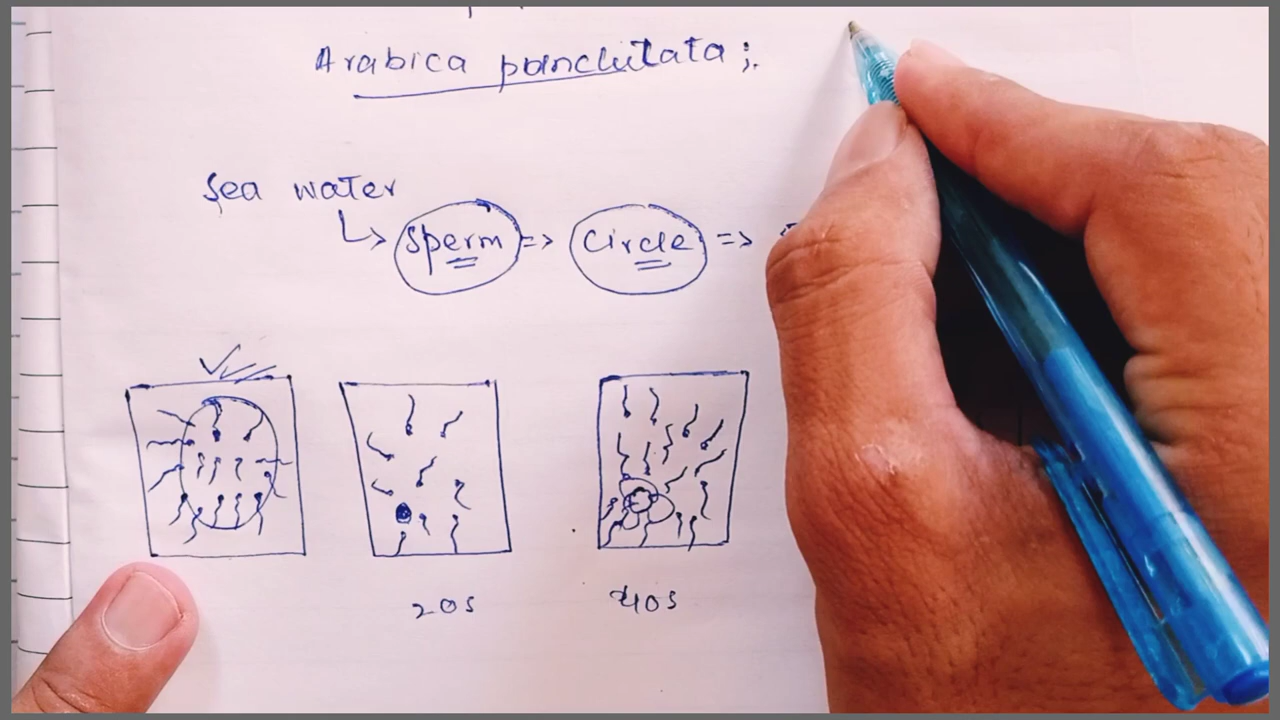 Arabica panclutata ;.
Sea water
↳ Sperm => Circle =>
20s
40s